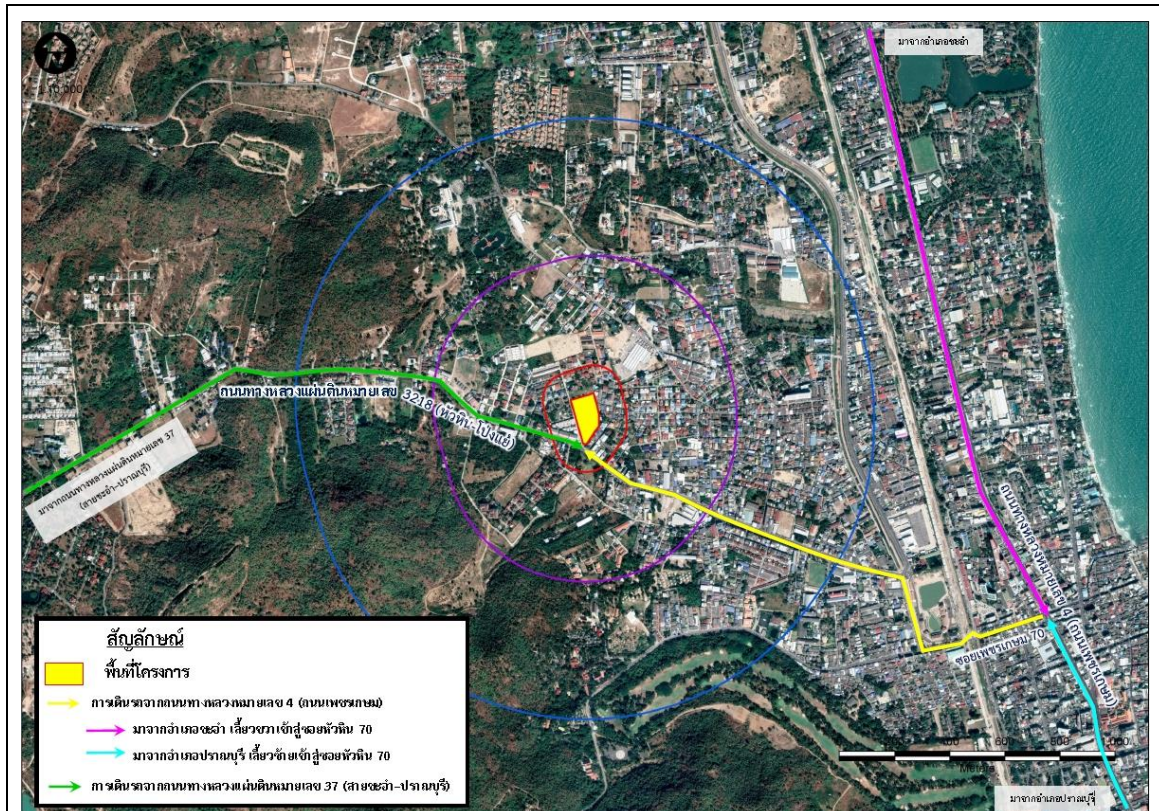 มาจากอำเภอชะอำ
1:10,000
ถนนทางหลวงแผ่นดินหมายเลข 3218 (หัวหิน-โป่งแย้)
มาจากถนนทางหลวงแผ่นดินหมายเลข 37
(สายชะอำ-ปราณบุรี)
ถนนทางหลวงหมายเลข 4 (ถนนเพชรเกษม)
ซอยเพชรเกษม 70
สัญลักษณ์
พื้นที่โครงการ
การเดินรถจากถนนทางหลวงหมายเลข 4 (ถนนเพชรเกษม)
มาจากอำเภอชะอำ เลี้ยวขวาเข้าสู่ซอยหัวหิน 70
มาจากอำเภอปราณบุรี เลี้ยวซ้ายเข้าสู่ซอยหัวหิน 70
การเดินรถจากถนนทางหลวงแผ่นดินหมายเลข 37 (สายชะอำ-ปราณบุรี)
600
800
1,000
Meters
มาจากอำเภอปราณบุรี